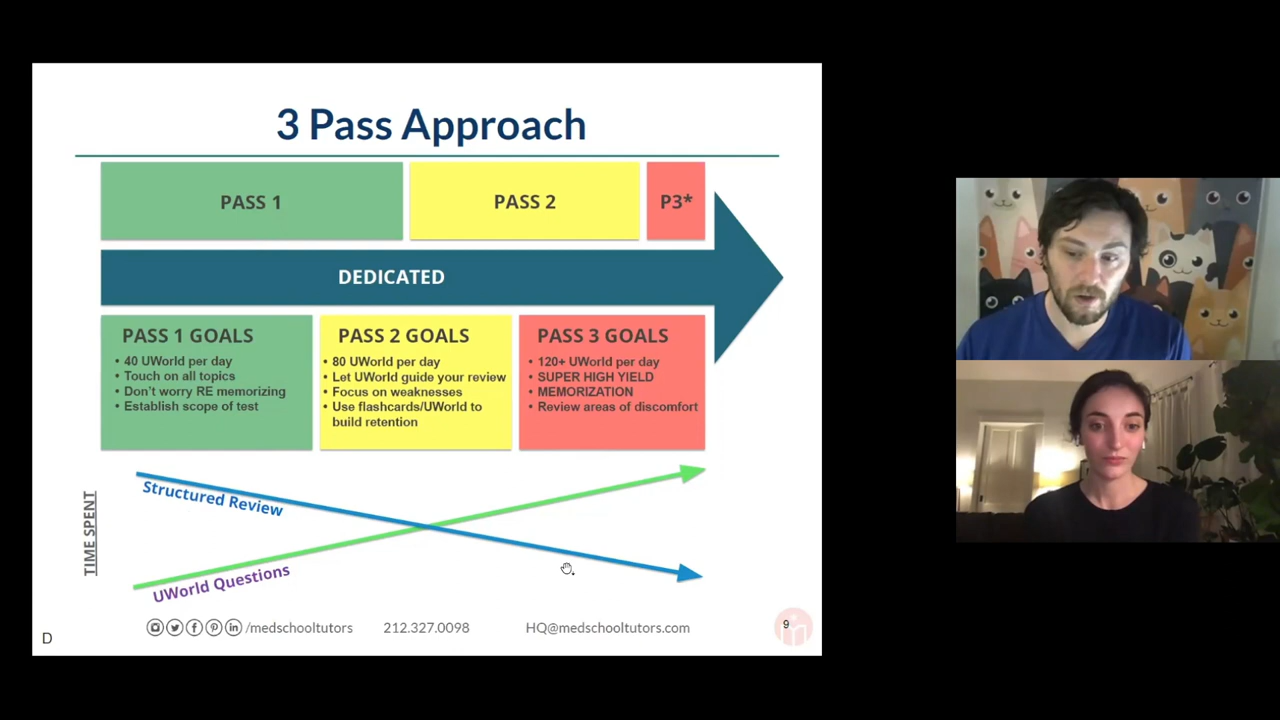 3 Pass Approach
PASS 1
PASS 2
P3*
DEDICATED
PASS 1 GOALS
• 40 UWorld per day
• Touch on all topics
• Don't worry RE memorizing
• Establish scope of test
PASS 2 GOALS
• 80 UWorld per day
• Let UWorld guide your review
• Focus on weaknesses
• Use flashcards/UWorld to
build retention
PASS 3 GOALS
• 120+ UWorld per day
• SUPER HIGH YIELD
• MEMORIZATION
• Review areas of discomfort
TIME SPENT
Structured Review
UWorld Questions
/medschooltutors
212.327.0098
HQ@medschooltutors.com
9
D